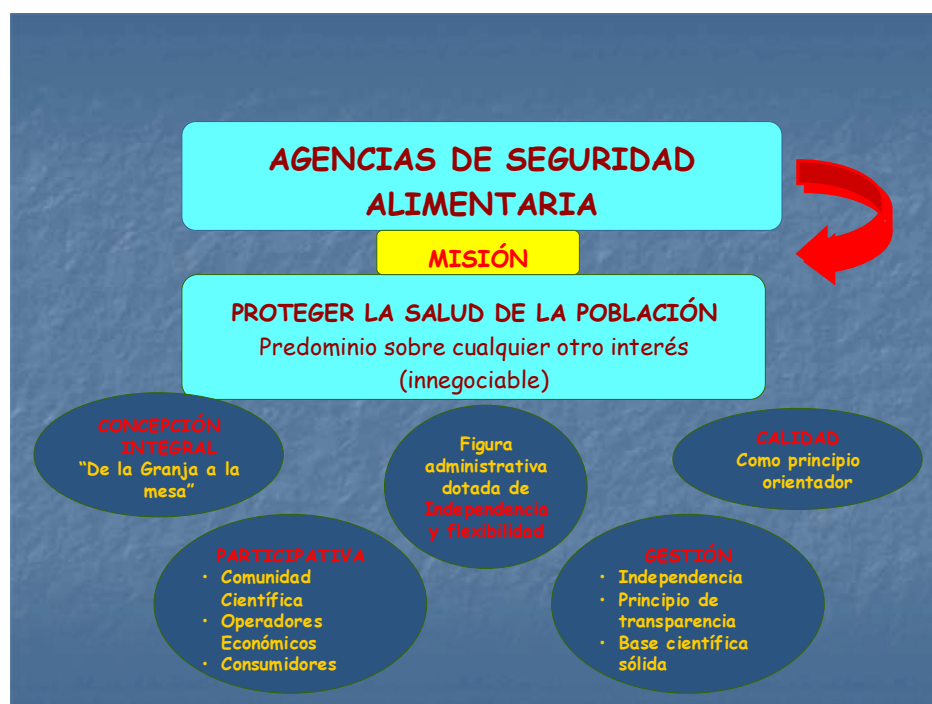 AGENCIAS DE SEGURIDAD
ALIMENTARIA
MISIÓN
PROTEGER LA SALUD DE LA POBLACIÓN
Predominio sobre cualquier otro interés
(innegociable)
CONCEPCIÓN
INTEGRAL
“De la Granja a la
mesa”
Figura
administrativa
dotada de
Independencia
y flexibilidad
CALIDAD
Como principio
orientador
PARTICIPATIVA
• Comunidad
Científica
• Operadores
Económicos
• Consumidores
GESTIÓN
• Independencia
• Principio de
transparencia
• Base científica
sólida